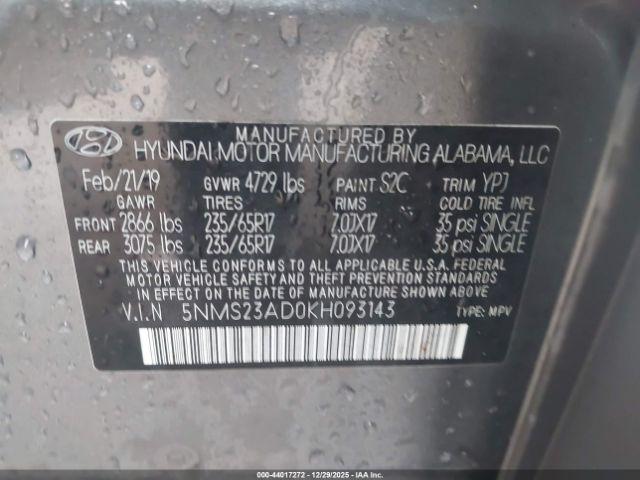 MANUFACTURED BY
HYUNDAI MOTOR MANUFACTURING ALABAMA, LLC
Feb/21/19 GVWR 4729 lbs PAINT S2C TRIM YPJ
GAWR TIRES RIMS COLD TIRE INFL
FRONT 2866 lbs 235/65R17 7.0JX17 35 psi SINGLE
REAR 3075 lbs 235/65R17 7.0JX17 35 psi SINGLE
THIS VEHICLE CONFORMS TO ALL APPLICABLE U.S.A. FEDERAL
MOTOR VEHICLE SAFETY AND THEFT PREVENTION STANDARDS
IN EFFECT ON THE DATE OF MANUFACTURE SHOWN ABOVE.
V.I.N 5NMS23AD0KH093143 TYPE: MPV
000-44017272 - 12/29/2025 - IAAI.COM